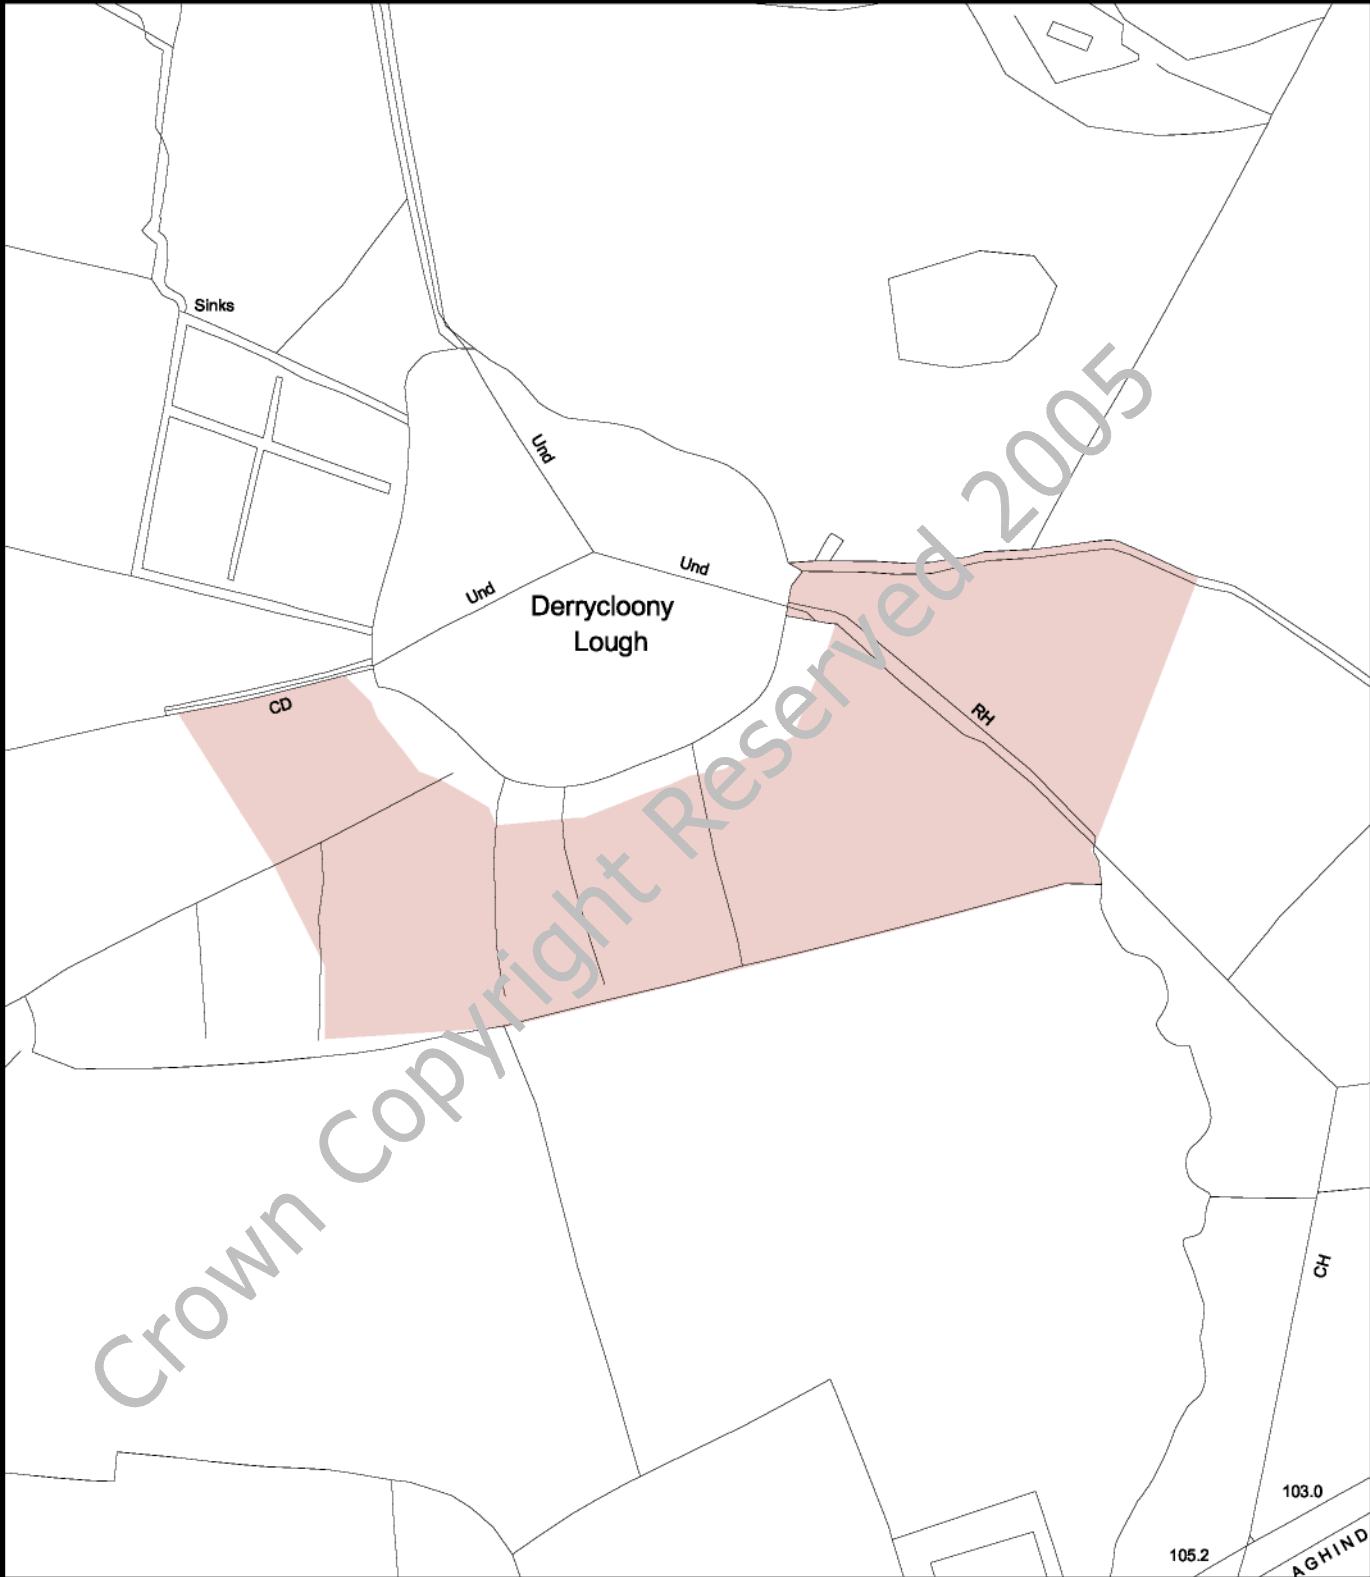 Sinks
Und
Und
Und
Derrycloony
Lough
CD
RH
CH
103.0
105.2
AGHIND
Crown Copyright Reserved 2005